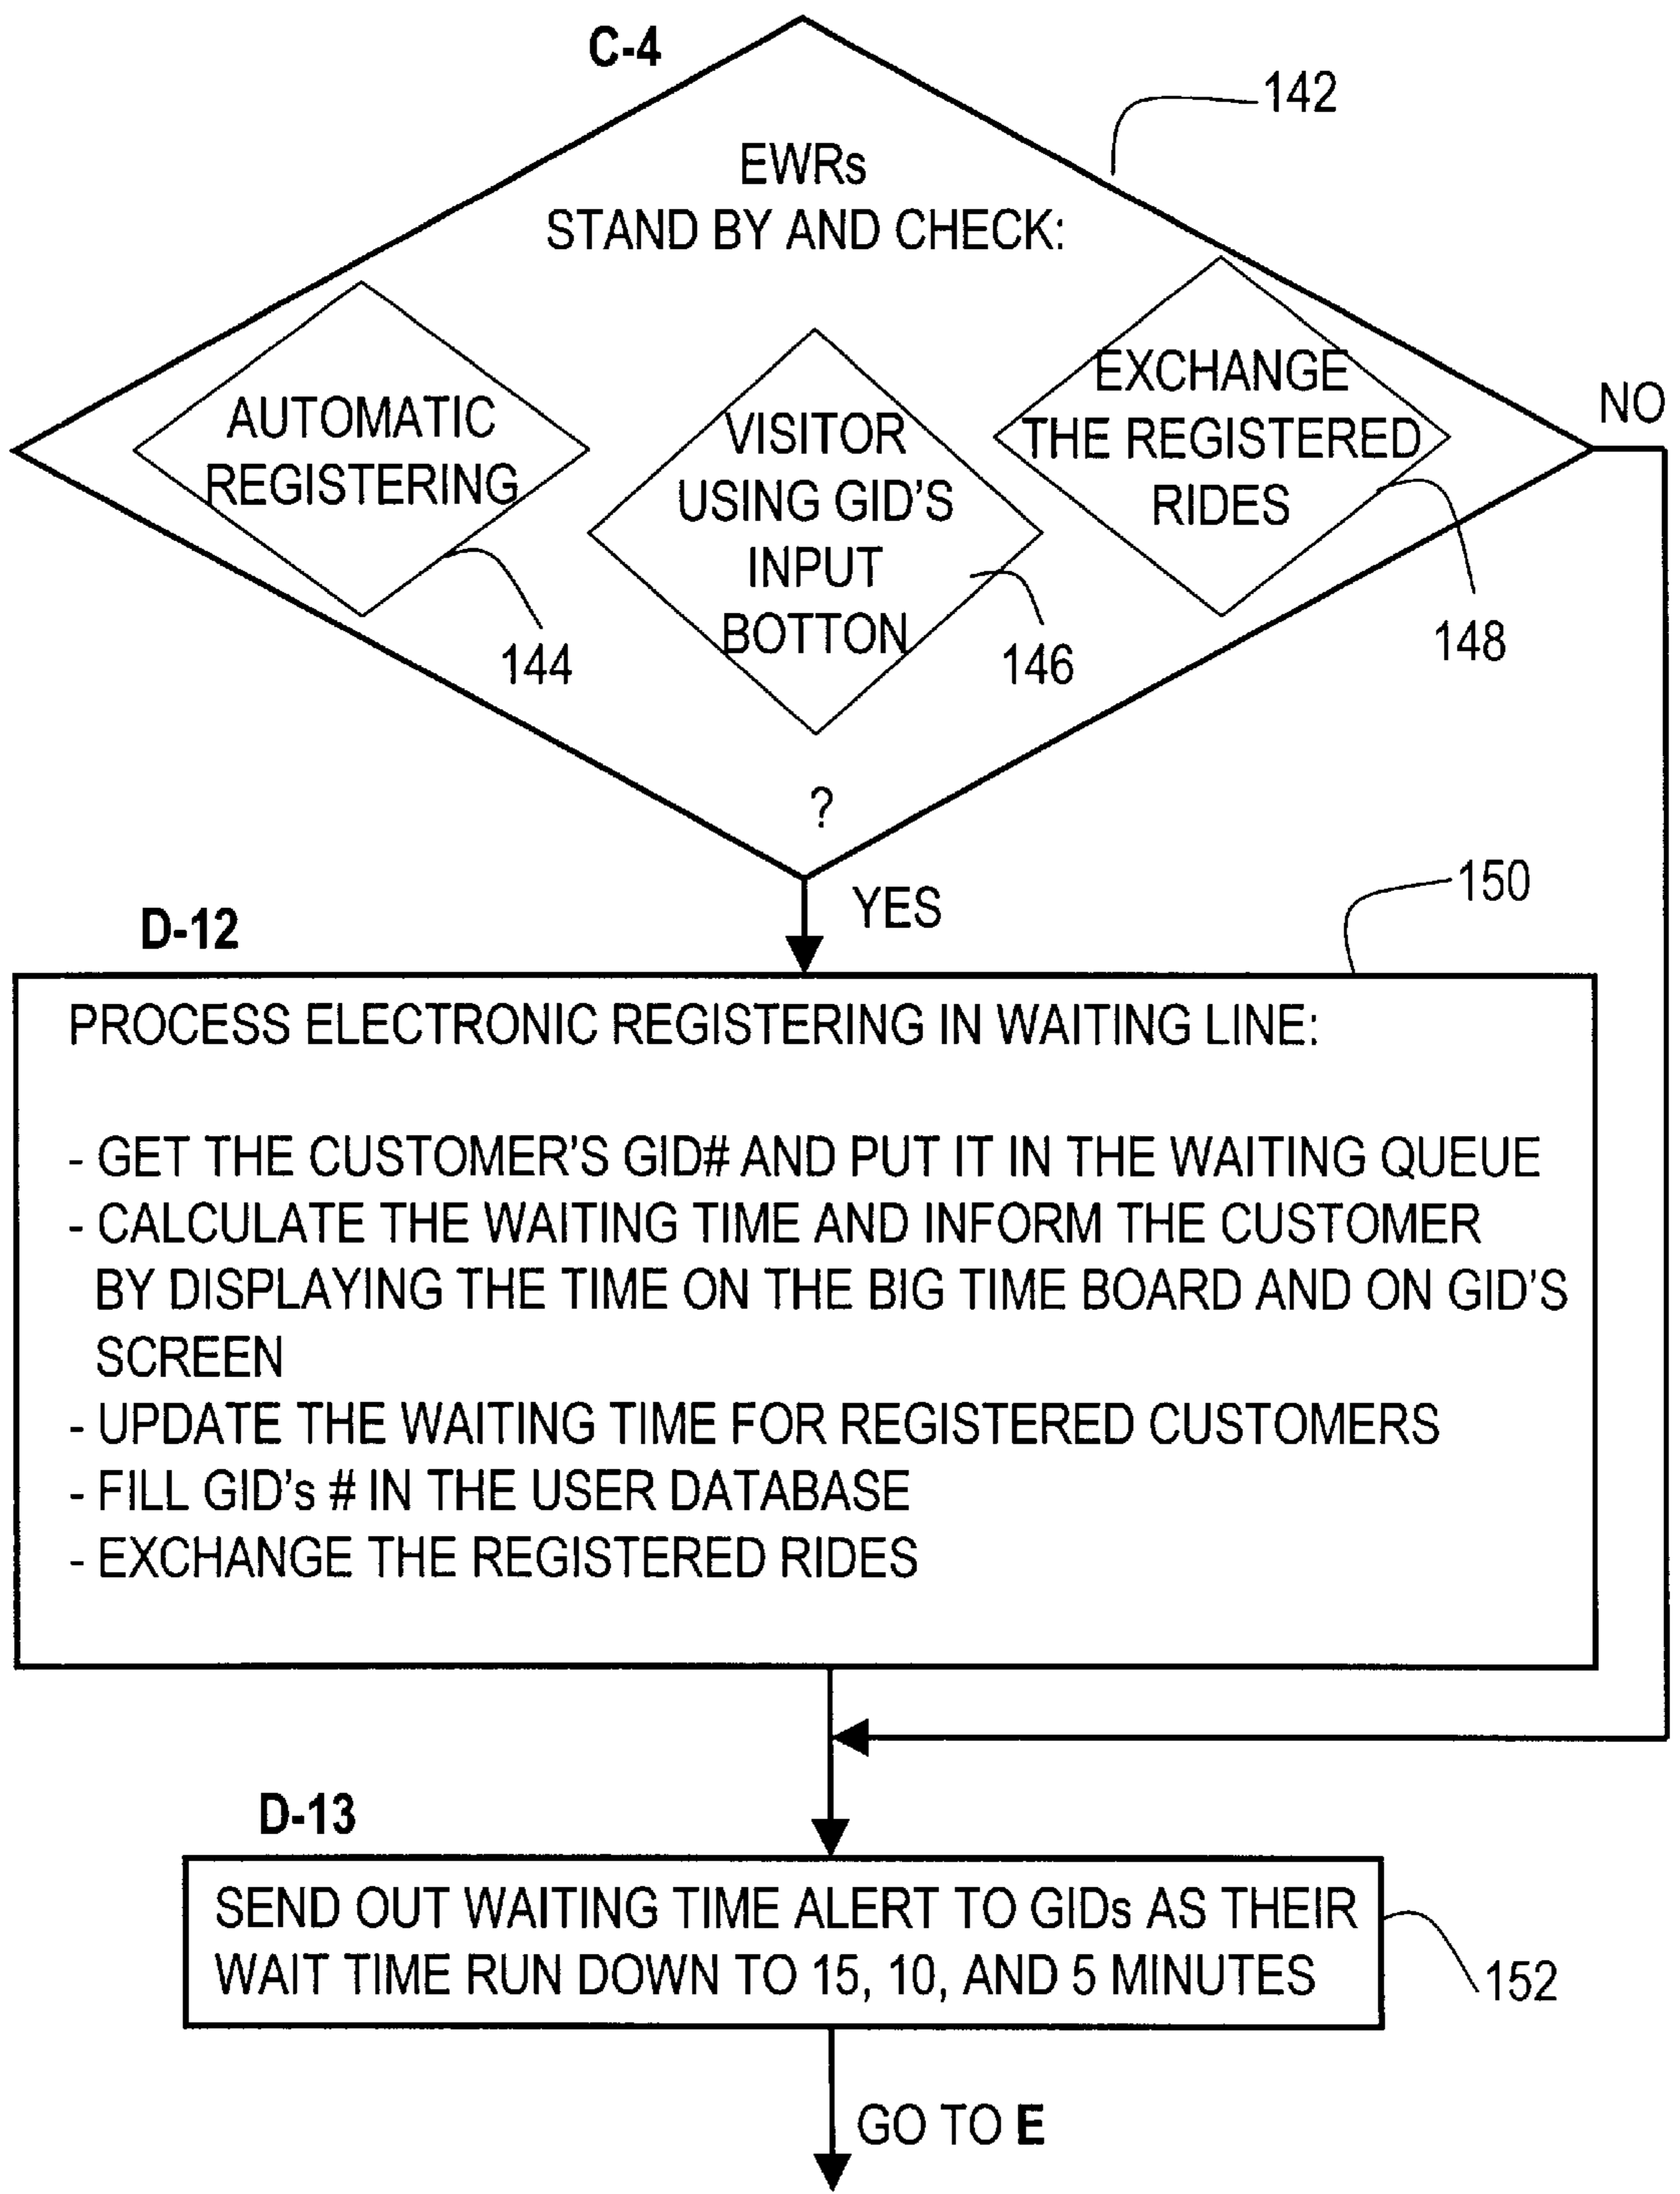 C-4
142
EWRs
STAND BY AND CHECK:
AUTOMATIC
REGISTERING
144
VISITOR
USING GID'S
INPUT
BOTTON
146
EXCHANGE
THE REGISTERED
RIDES
148
NO
?
YES
D-12
150
PROCESS ELECTRONIC REGISTERING IN WAITING LINE:
- GET THE CUSTOMER'S GID# AND PUT IT IN THE WAITING QUEUE
- CALCULATE THE WAITING TIME AND INFORM THE CUSTOMER
BY DISPLAYING THE TIME ON THE BIG TIME BOARD AND ON GID'S
SCREEN
- UPDATE THE WAITING TIME FOR REGISTERED CUSTOMERS
- FILL GID's # IN THE USER DATABASE
- EXCHANGE THE REGISTERED RIDES
D-13
SEND OUT WAITING TIME ALERT TO GIDs AS THEIR
WAIT TIME RUN DOWN TO 15, 10, AND 5 MINUTES
152
GO TO E